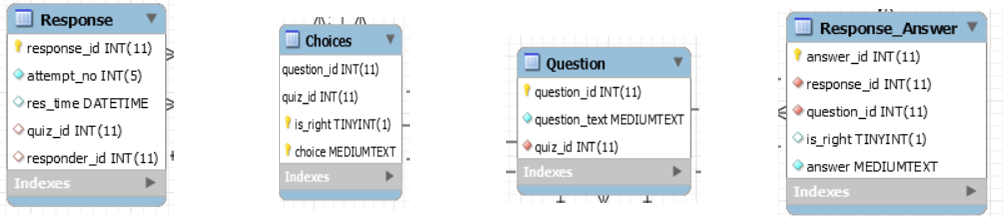 Response
response_id INT(11)
attempt_no INT(5)
res_time DATETIME
quiz_id INT(11)
responder_id INT(11)
Indexes
Choices
question_id INT(11)
quiz_id INT(11)
is_right TINYINT(1)
choice MEDIUMTEXT
Indexes
Question
question_id INT(11)
question_text MEDIUMTEXT
quiz_id INT(11)
Indexes
Response_Answer
answer_id INT(11)
response_id INT(11)
question_id INT(11)
is_right TINYINT(1)
answer MEDIUMTEXT
Indexes